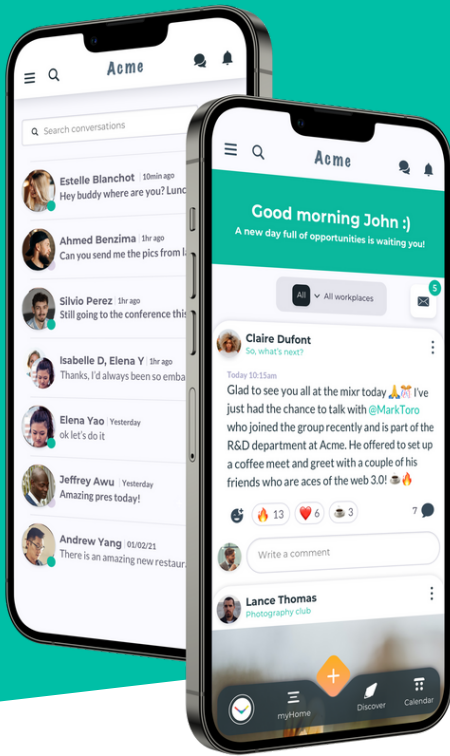 Acme
Search conversations
Estelle Blanchot 10min ago
Hey buddy where are you? Lunc
Ahmed Benzima 1hr ago
Can you send me the pics from
Silvio Perez 1hr ago
Still going to the conference this
Isabelle D, Elena Y 1hr ago
Thanks, I'd always been so emba
Elena Yao Yesterday
ok let's do it
Jeffrey Awu Yesterday
Amazing pres today!
Andrew Yang 01/02/21
There is an amazing new restaur
Acme
Good morning John :)
A new day full of opportunities is waiting you!
All All workplaces
5
Claire Dufont
So, what's next?
Today 10:15am
Glad to see you all at the mixr today 🙏🎊 I've
just had the chance to talk with @MarkToro
who joined the group recently and is part of the
R&D department at Acme. He offered to set up
a coffee meet and greet with a couple of his
friends who are aces of the web 3.0! ☕🔥
🔥 13 ❤️ 6 ☕ 3 7
Write a comment
Lance Thomas
Photography club
myHome
Discover
Calendar